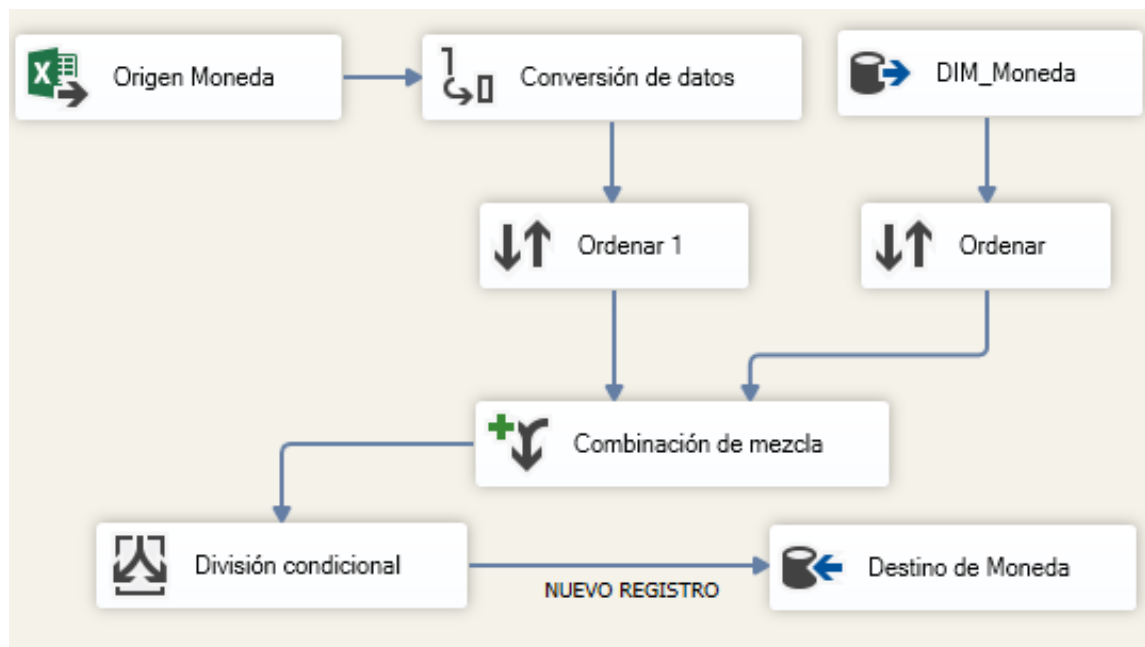 Origen Moneda
Conversión de datos
DIM_Moneda
Ordenar 1
Ordenar
Combinación de mezcla
División condicional
NUEVO REGISTRO
Destino de Moneda